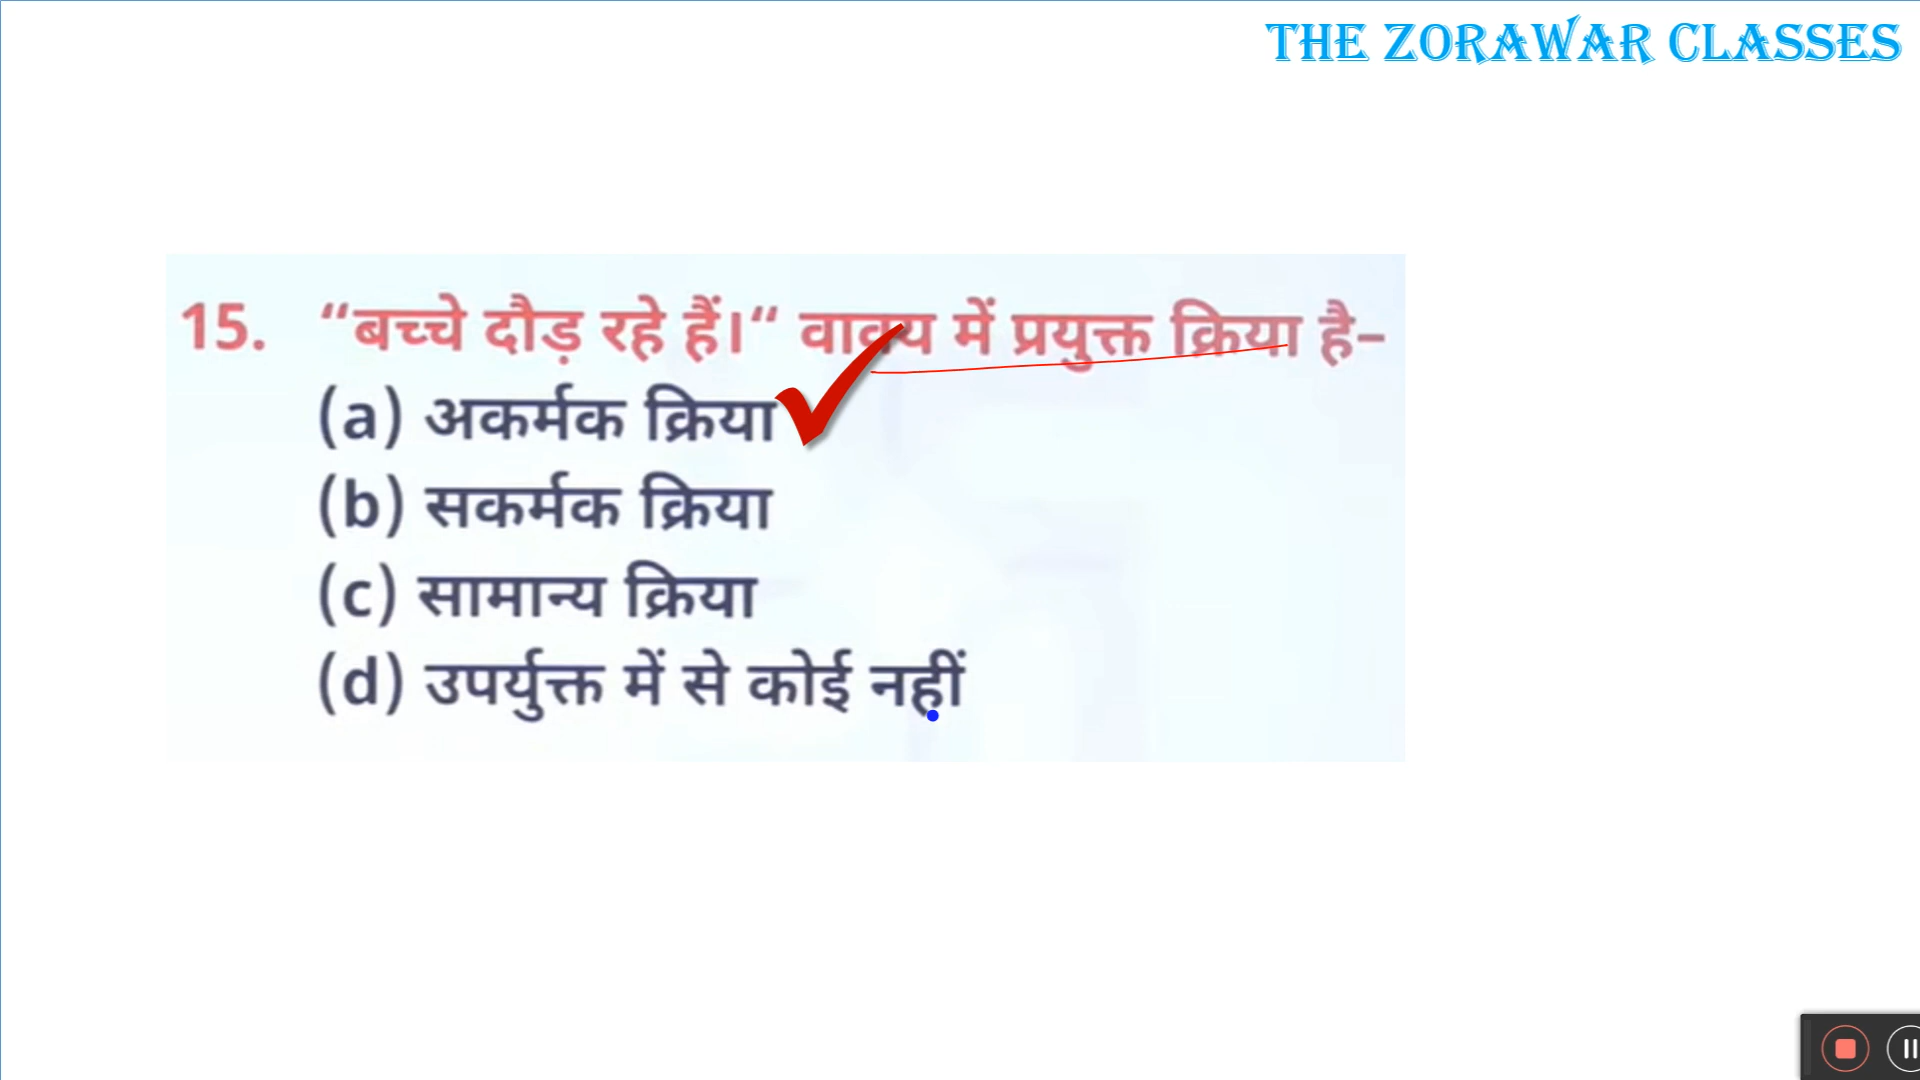 THE ZORAWAR CLASSES
15. “बच्चे दौड़ रहे हैं।“ वाक्य में प्रयुक्त क्रिया है–
(a) अकर्मक क्रिया
(b) सकर्मक क्रिया
(c) सामान्य क्रिया
(d) उपर्युक्त में से कोई नहीं